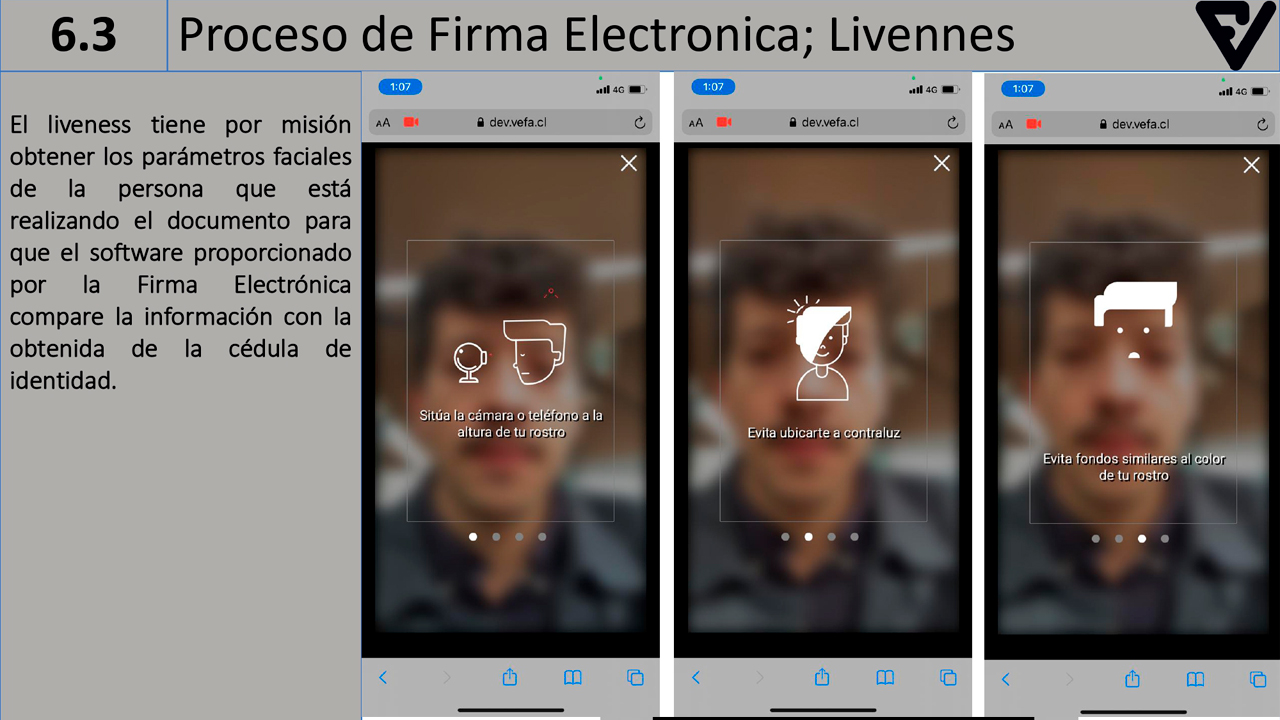 6.3
Proceso de Firma Electronica; Livennes
El liveness tiene por misión
obtener los parámetros faciales
de la persona que está
realizando el documento para
que el software proporcionado
por la Firma Electrónica
compare la información con la
obtenida de la cédula de
identidad.
1:07
4G
AA
dev.vefa.cl
Sitúa la cámara o teléfono a la
altura de tu rostro
1:07
4G
AA
dev.vefa.cl
Evita ubicarte a contraluz
1:07
4G
AA
dev.vefa.cl
Evita fondos similares al color
de tu rostro